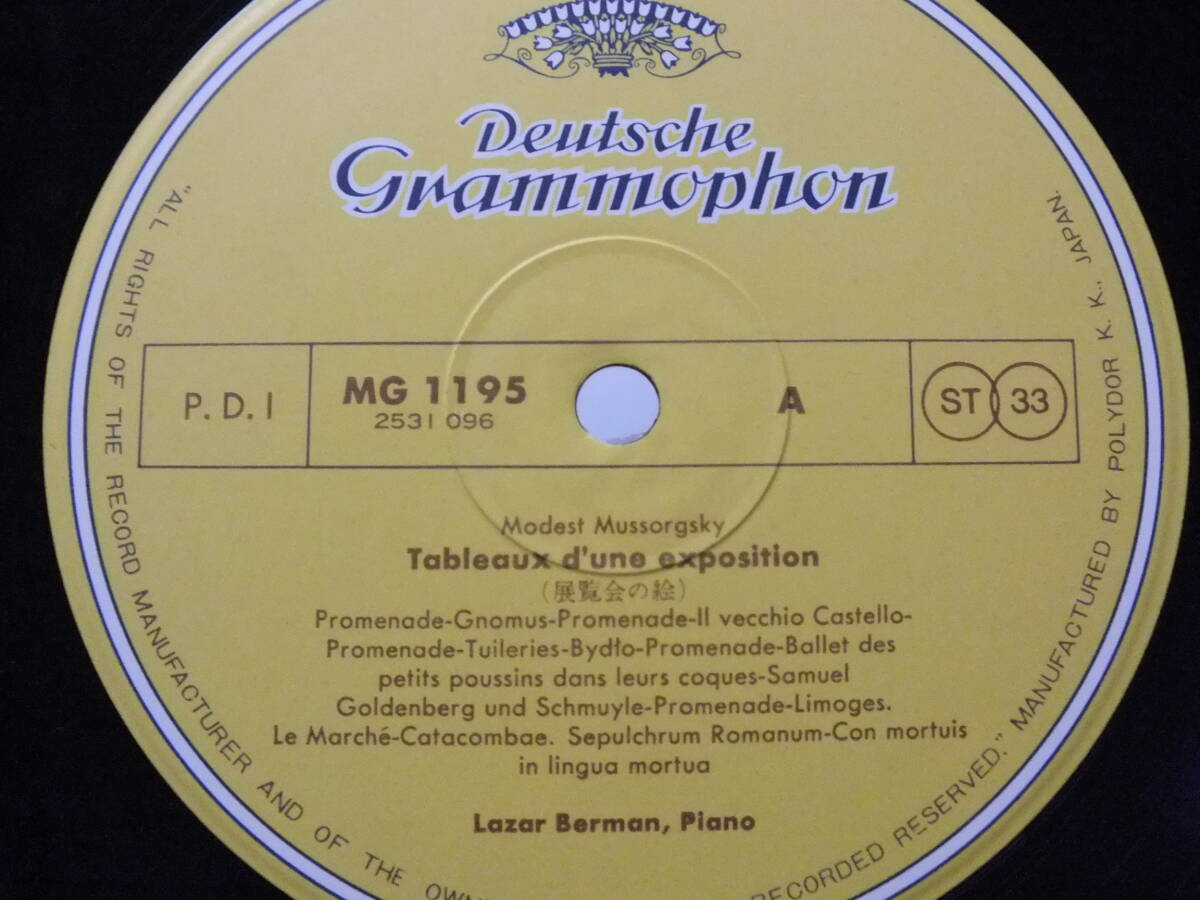 Deutsche
Grammophon
P. D. I
MG 1195
2531 096
A
ST 33
Modest Mussorgsky
Tableaux d'une exposition
(展覧会の絵)
Promenade-Gnomus-Promenade-Il vecchio Castello-
Promenade-Tuileries-Bydło-Promenade-Ballet des
petits poussins dans leurs coques-Samuel
Goldenberg und Schmuyle-Promenade-Limoges.
Le Marché-Catacombae. Sepulchrum Romanum-Con mortuis
in lingua mortua
Lazar Berman, Piano
"ALL RIGHTS OF THE RECORD MANUFACTURER AND OF THE RECORDED RESERVED." MANUFACTURED BY POLYDOR K. K., JAPAN.